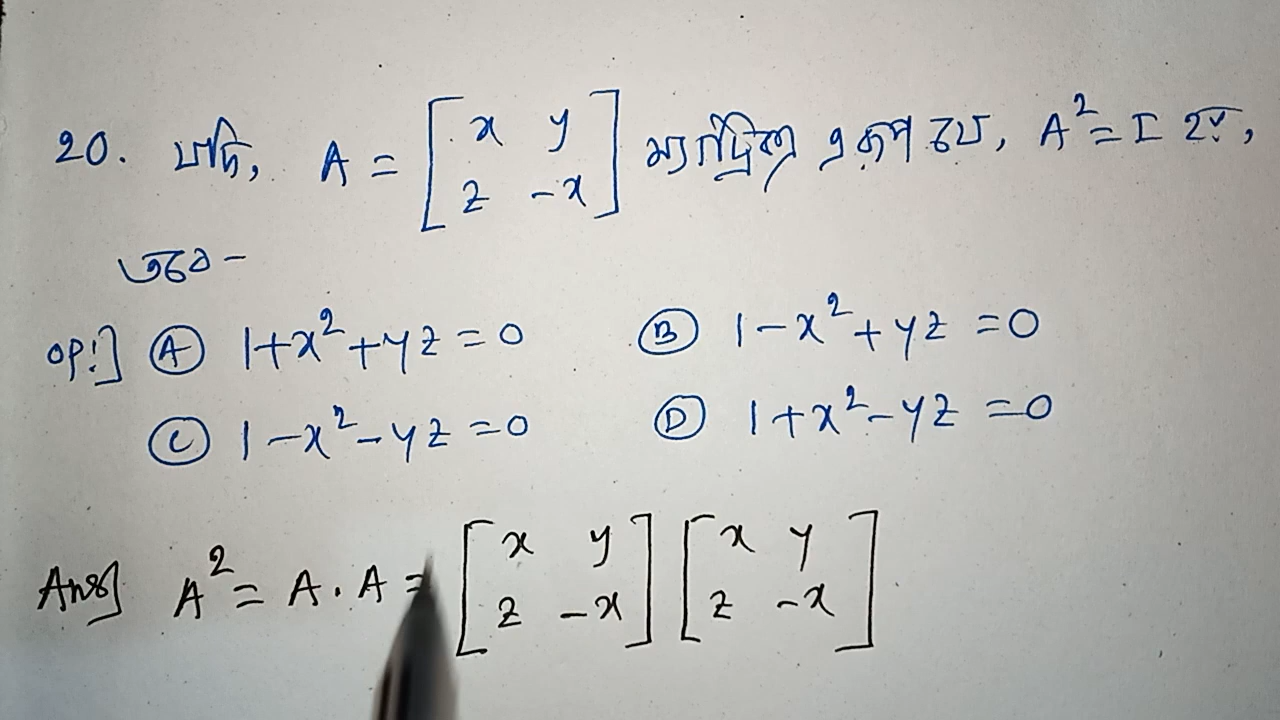 20. যদি, A = [x y z -x] ম্যাট্রিক্স এরূপ যে, A² = I হয়,
তবে -
OP:] Ⓐ 1+x²+yz=0 Ⓑ 1-x²+yz=0
Ⓒ 1-x²-yz=0 Ⓓ 1+x²-yz=0
Ans] A² = A . A = [x y z -x] [x y z -x]